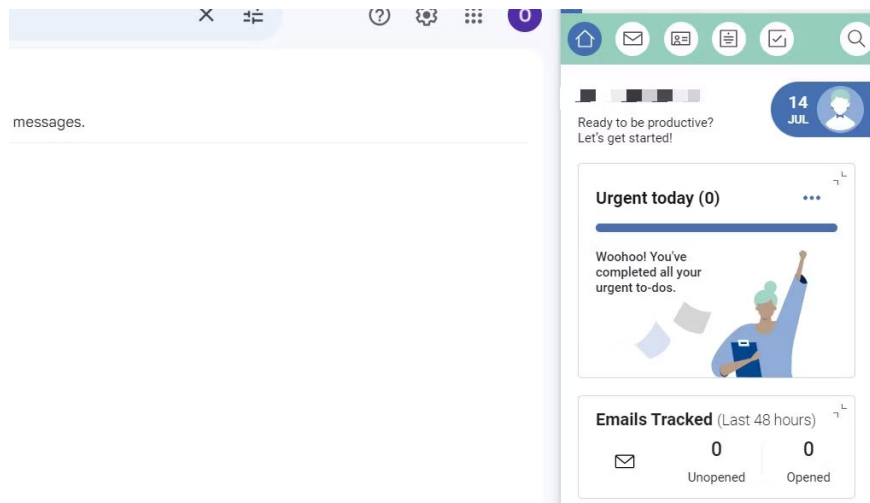 O
messages.
14
JUL
Ready to be productive?
Let's get started!
Urgent today (0)
Woohoo! You've
completed all your
urgent to-dos.
Emails Tracked (Last 48 hours)
0
0
Unopened
Opened